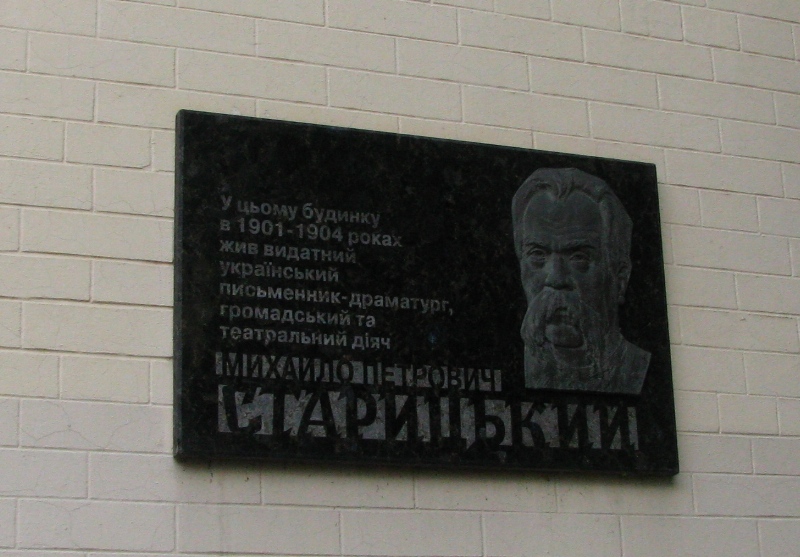 У цьому будинку
в 1901-1904 роках
жив видатний
український
письменник-драматург,
громадський та
театральний діяч
МИХАЙЛО ПЕТРОВИЧ
СТАРИЦЬКИЙ